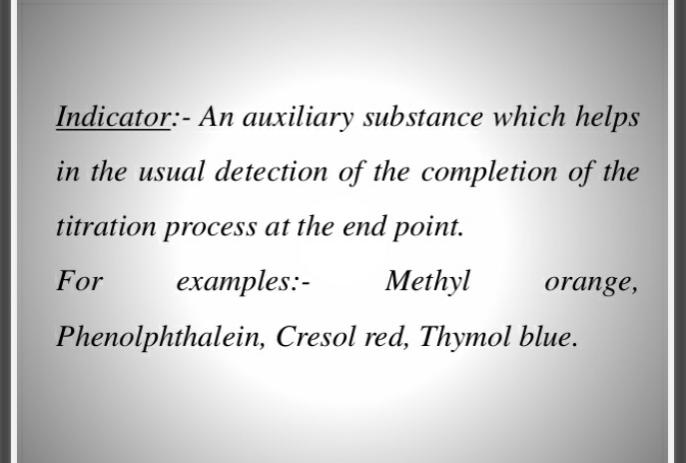 Indicator:- An auxiliary substance which helps
in the usual detection of the completion of the
titration process at the end point.
For examples:- Methyl orange,
Phenolphthalein, Cresol red, Thymol blue.